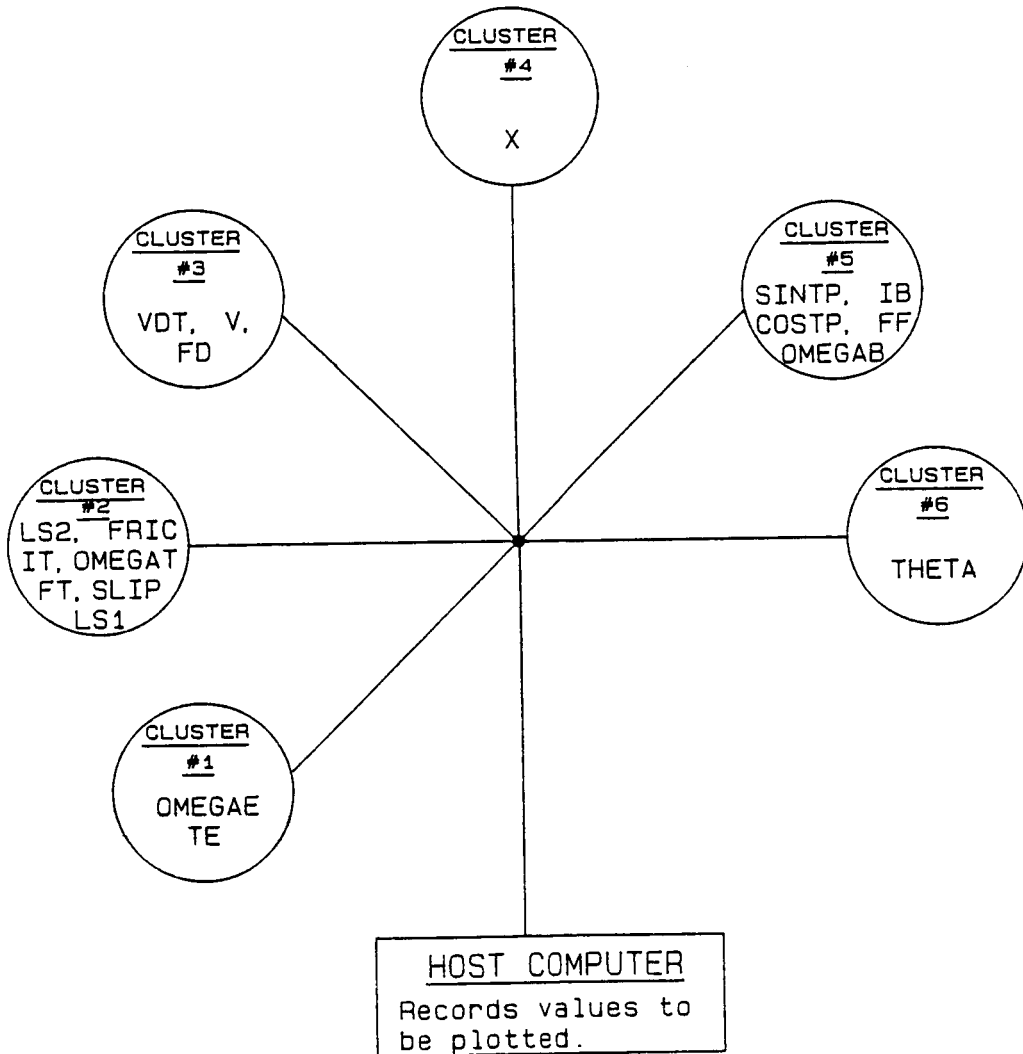 CLUSTER
#4
X
CLUSTER
#3
VDT, V,
FD
CLUSTER
#5
SINTP, IB
COSTP, FF
OMEGAB
CLUSTER
#2
LS2, FRIC
IT, OMEGAT
FT, SLIP
LS1
CLUSTER
#6
THETA
CLUSTER
#1
OMEGAE
TE
HOST COMPUTER
Records values to
be plotted.